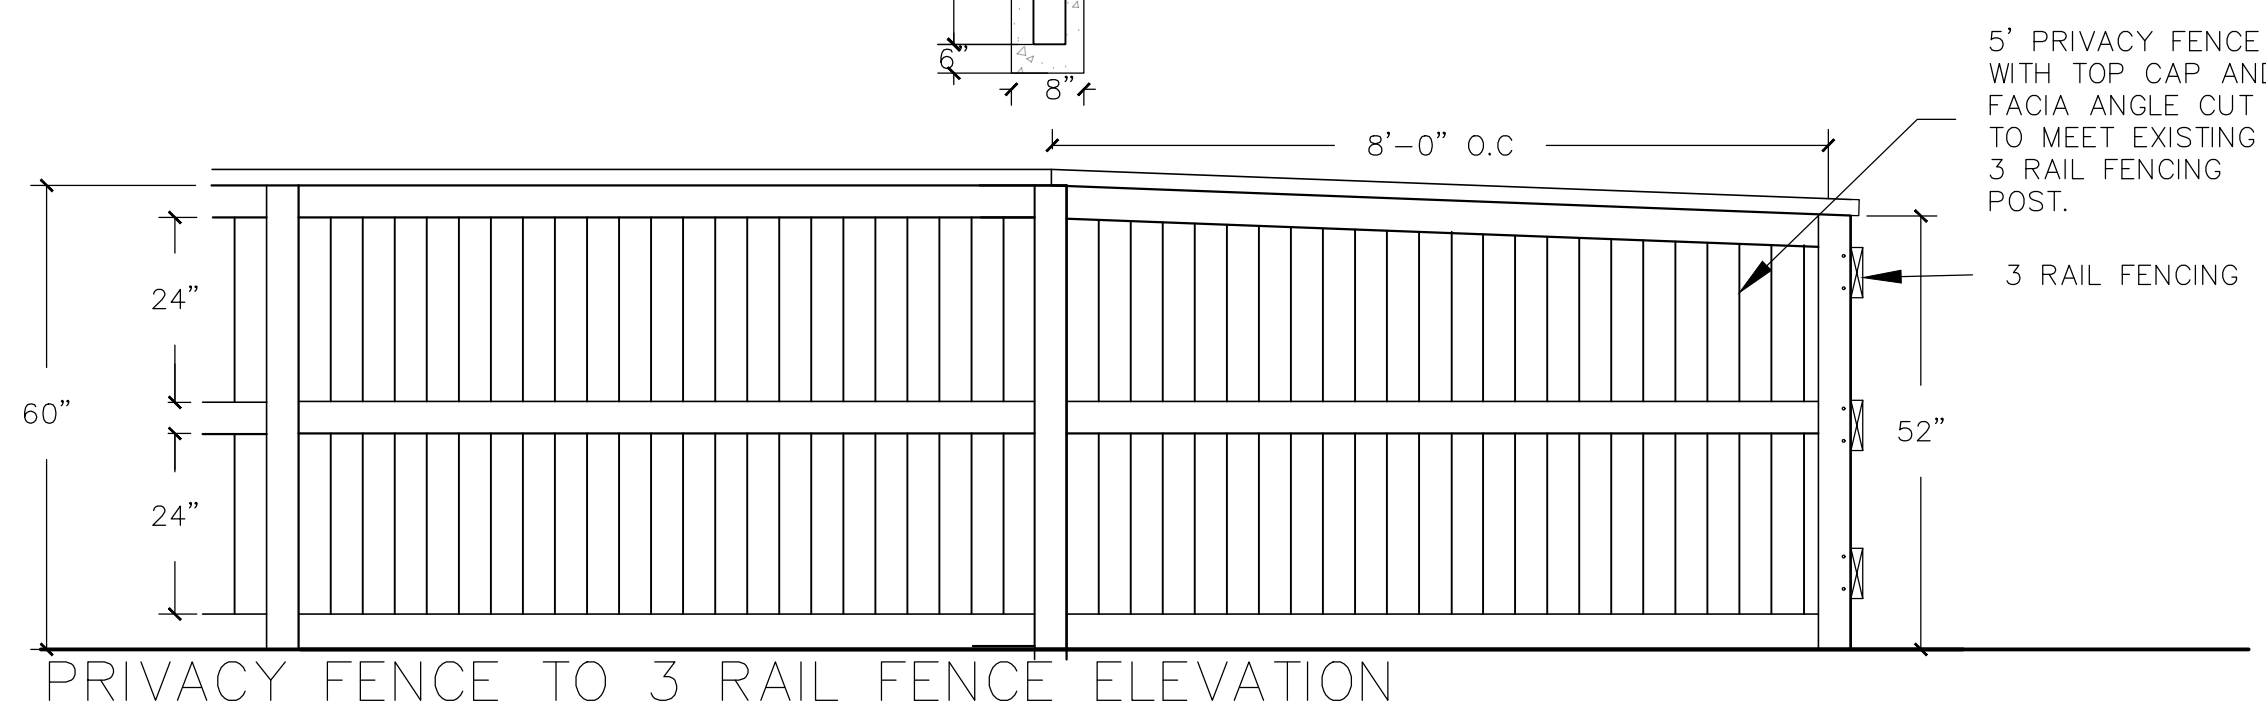 6”
8”
5’ PRIVACY FENCE
WITH TOP CAP AND
FACIA ANGLE CUT
TO MEET EXISTING
3 RAIL FENCING
POST.
8’-0” O.C
3 RAIL FENCING
24”
60”
52”
24”
PRIVACY FENCE TO 3 RAIL FENCE ELEVATION